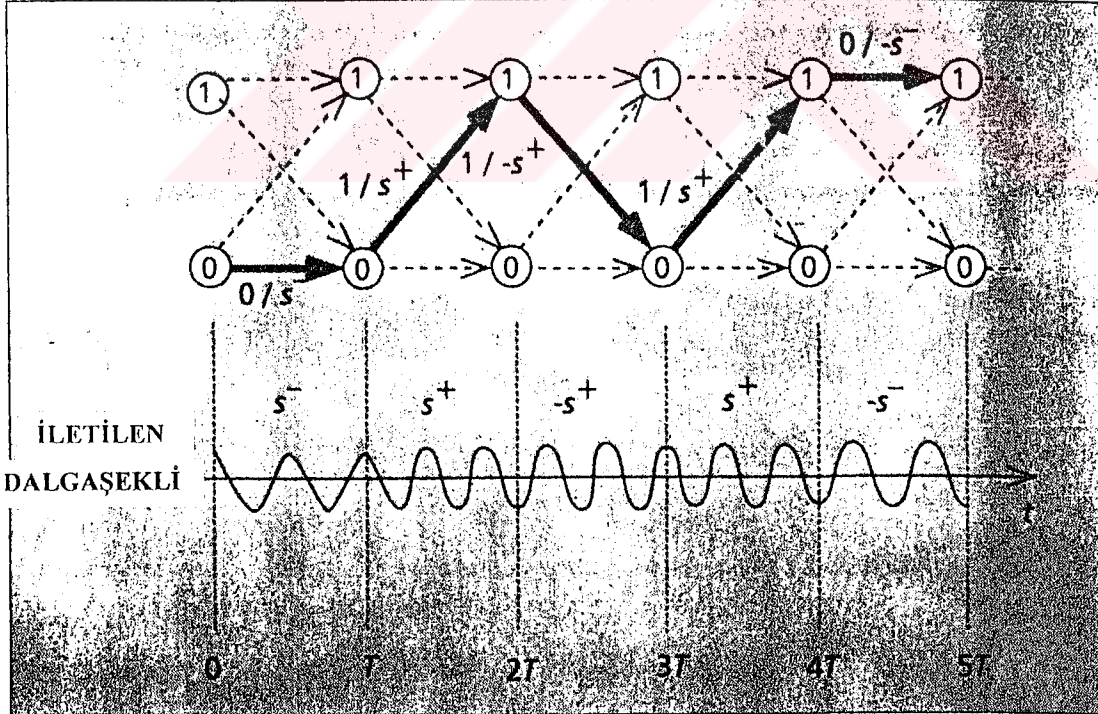 0 / -s⁻
1 1 1 1 1 1
1 / s⁺ 1 / -s⁺ 1 / s⁺
0 0 0 0 0 0
0 / s⁻
s⁻ s⁺ -s⁺ s⁺ -s⁻
İLETİLEN
DALGAŞEKLİ
t
0 T 2T 3T 4T 5T